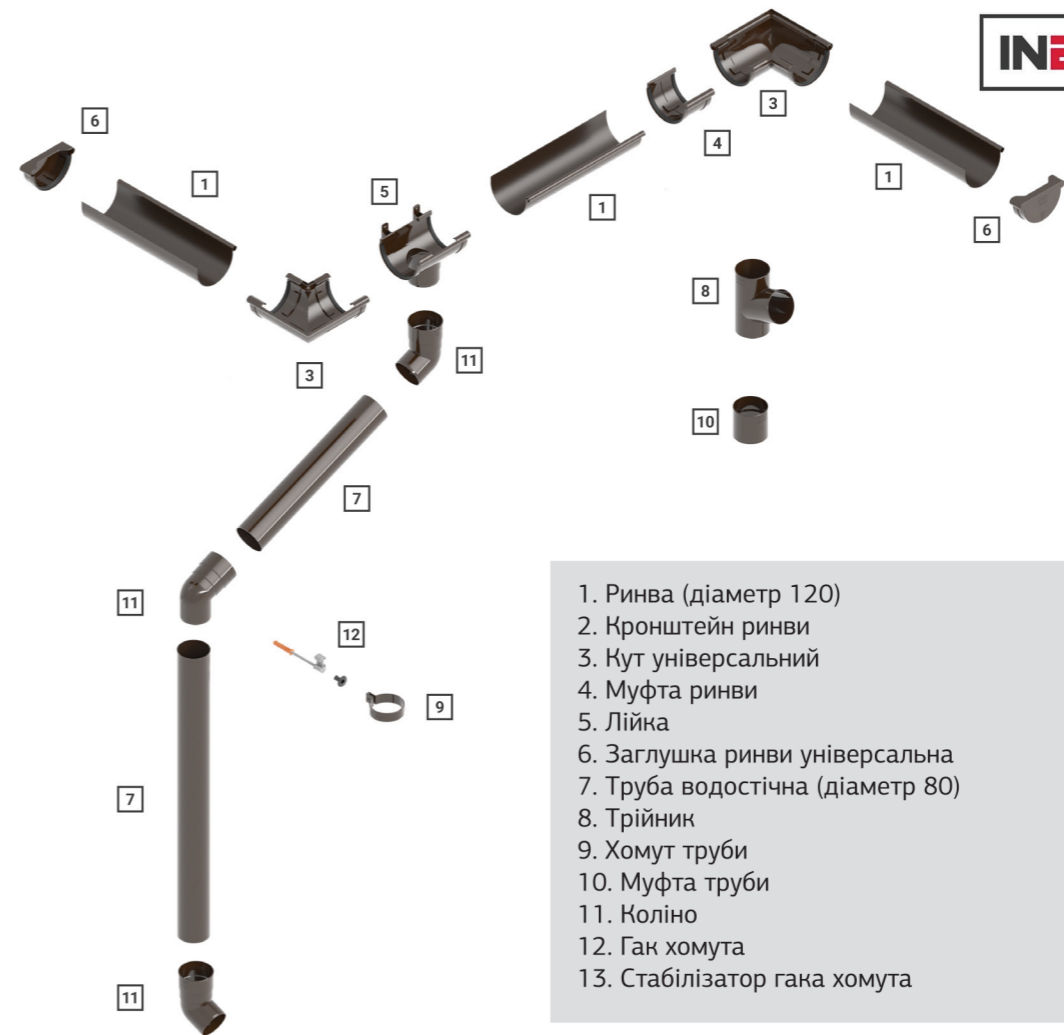 6
1
5
1
4
3
1
6
8
3
11
10
7
11
12
9
7
11
1. Ринва (діаметр 120)
2. Кронштейн ринви
3. Кут універсальний
4. Муфта ринви
5. Лійка
6. Заглушка ринви універсальна
7. Труба водостічна (діаметр 80)
8. Трійник
9. Хомут труби
10. Муфта труби
11. Коліно
12. Гак хомута
13. Стабілізатор гака хомута